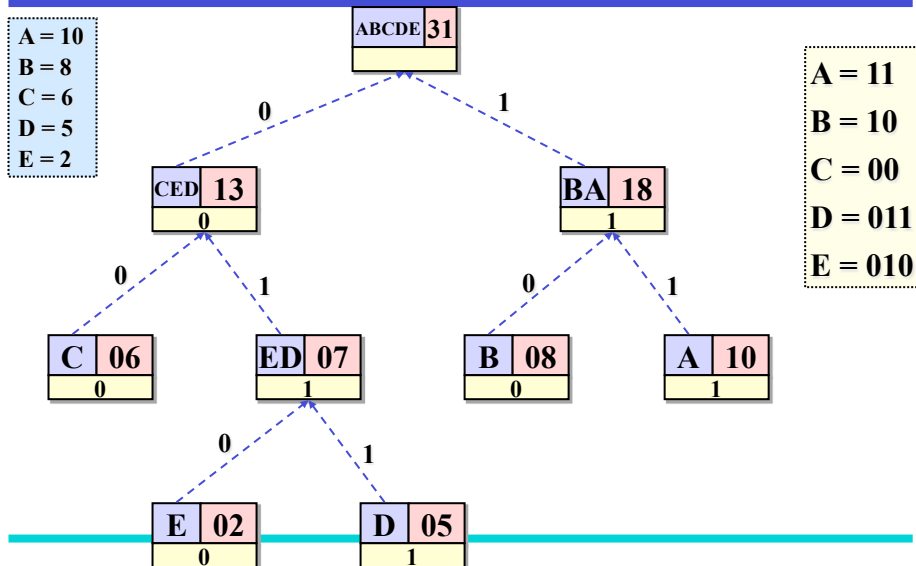 A = 10
B = 8
C = 6
D = 5
E = 2
ABCDE 31
0
1
CED 13
0
BA 18
1
A = 11
B = 10
C = 00
D = 011
E = 010
0
1
0
1
C 06
0
ED 07
1
B 08
0
A 10
1
0
1
E 02
0
D 05
1